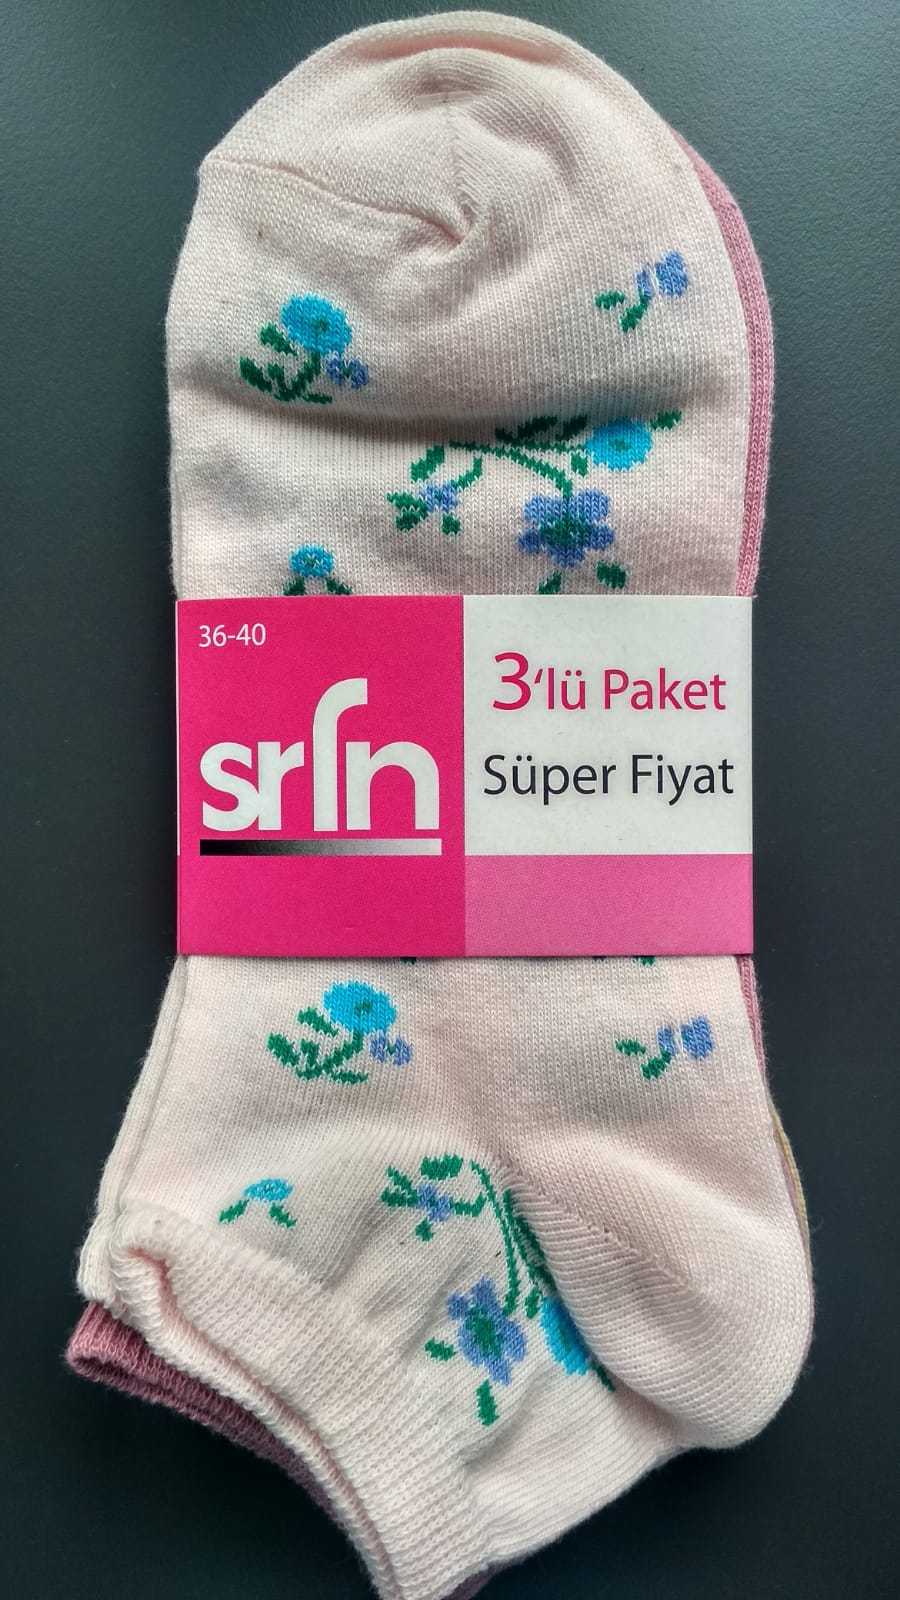 36-40
srfn
3'lü Paket
Süper Fiyat